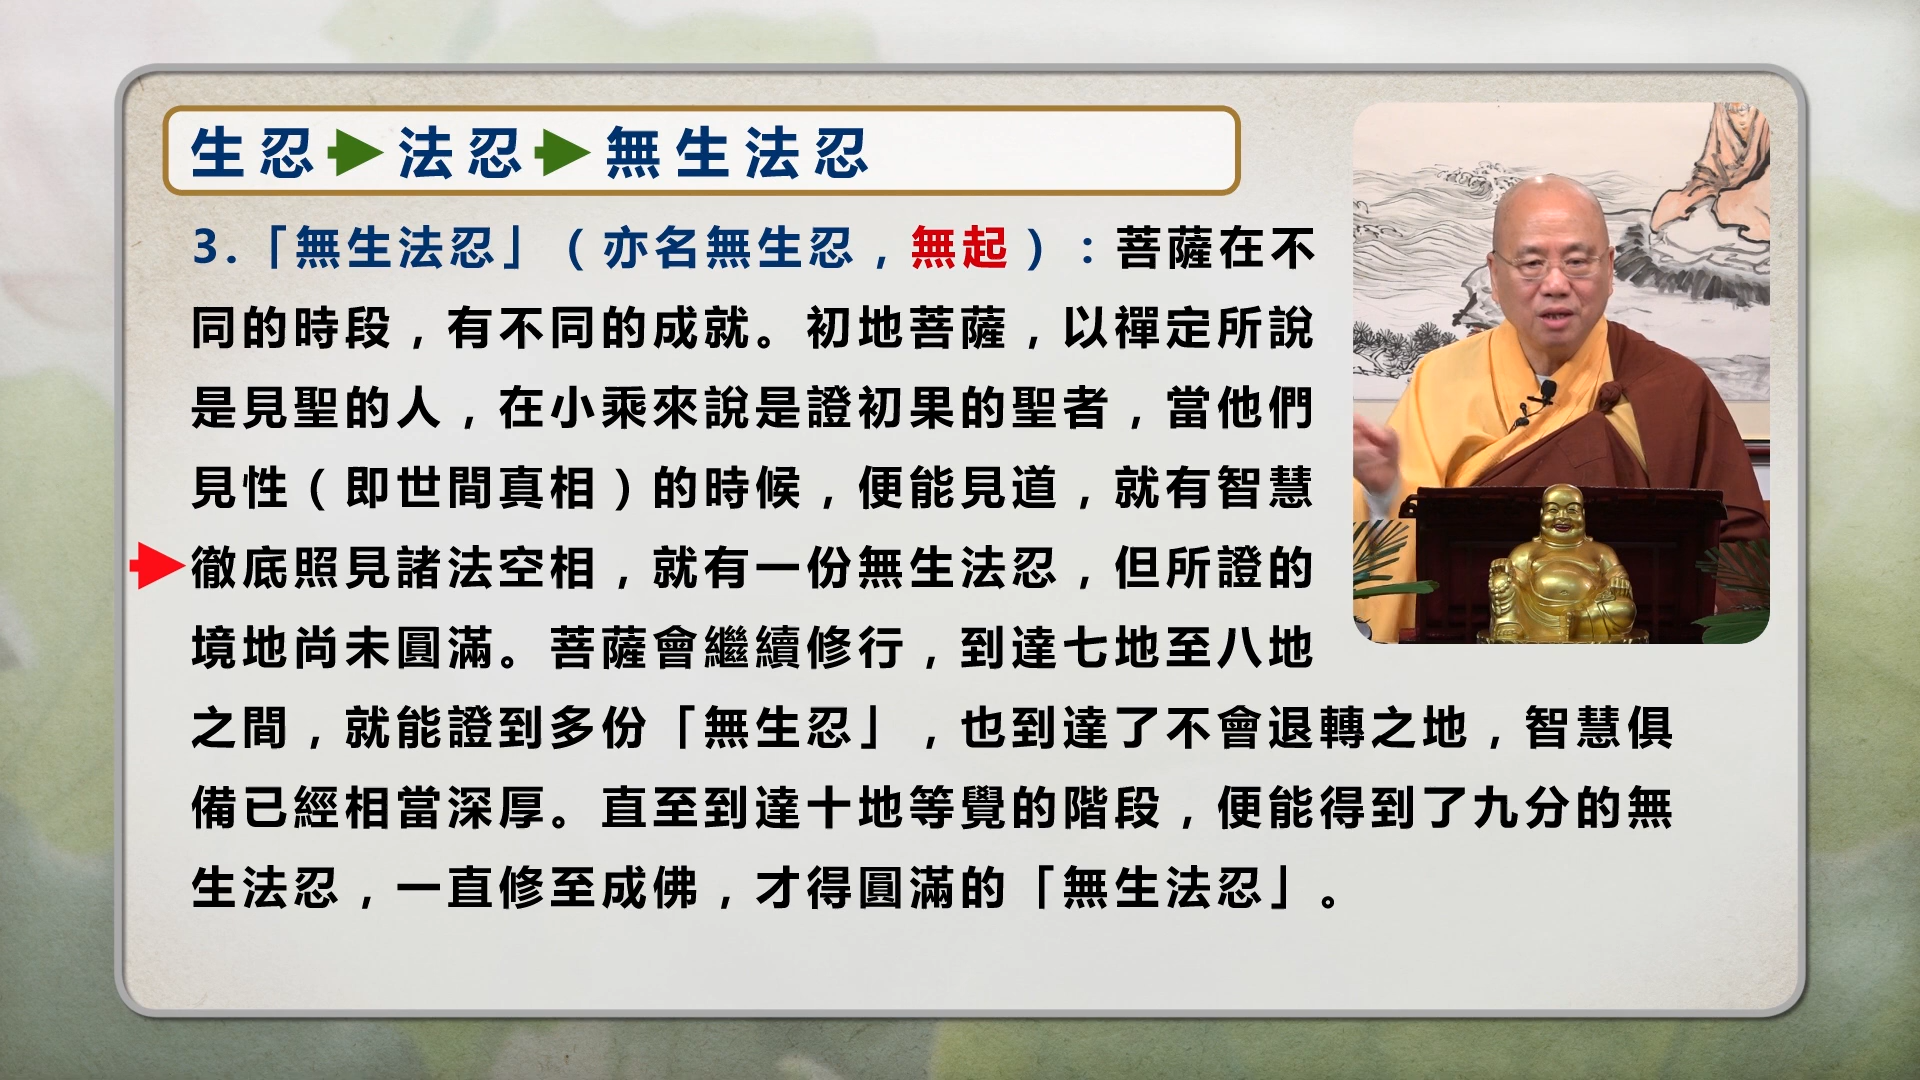 生忍 法忍 無生法忍
3.「無生法忍」（亦名無生忍，無起）：菩薩在不
同的時段，有不同的成就。初地菩薩，以禪定所說
是見聖的人，在小乘來說是證初果的聖者，當他們
見性（即世間真相）的時候，便能見道，就有智慧
徹底照見諸法空相，就有一份無生法忍，但所證的
境地尚未圓滿。菩薩會繼續修行，到達七地至八地
之間，就能證到多份「無生忍」，也到達了不會退轉之地，智慧俱
備已經相當深厚。直至到達十地等覺的階段，便能得到了九分的無
生法忍，一直修至成佛，才得圓滿的「無生法忍」。